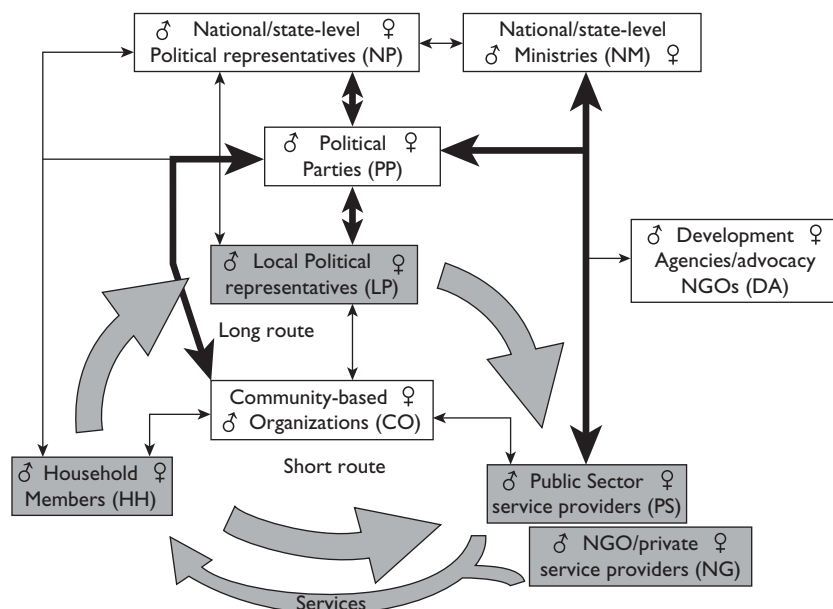 ♂ National/state-level ♀
Political representatives (NP)
National/state-level
♂ Ministries (NM) ♀
♂ Political ♀
Parties (PP)
♂ Local Political ♀
representatives (LP)
♂ Development ♀
Agencies/advocacy
NGOs (DA)
Long route
Community-based ♀
♂ Organizations (CO)
Short route
♂ Household ♀
Members (HH)
♂ Public Sector ♀
service providers (PS)
♂ NGO/private ♀
service providers (NG)
Services